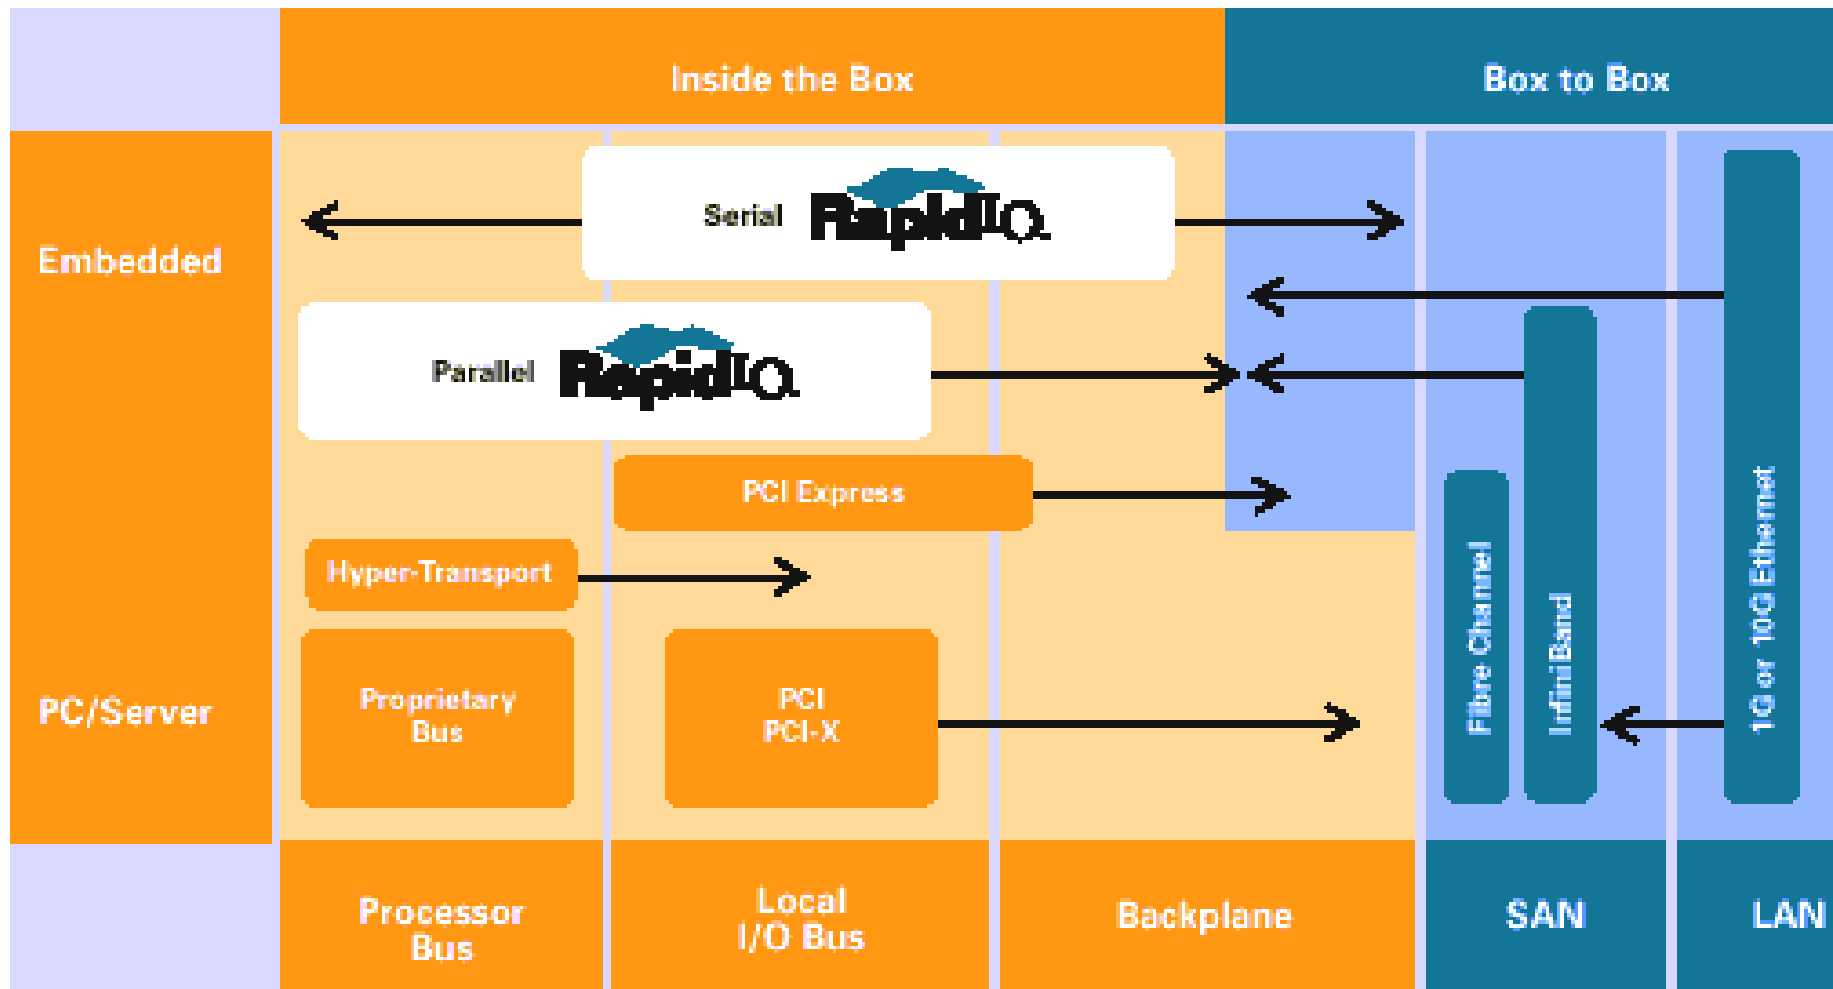 Inside the Box
Box to Box
Embedded
Serial RapidIO.
Parallel RapidIO.
PCI Express
Hyper-Transport
Proprietary
Bus
PCI
PCI-X
Fibre Channel
InfiniBand
1G or 10G Ethernet
PC/Server
Processor
Bus
Local
I/O Bus
Backplane
SAN
LAN